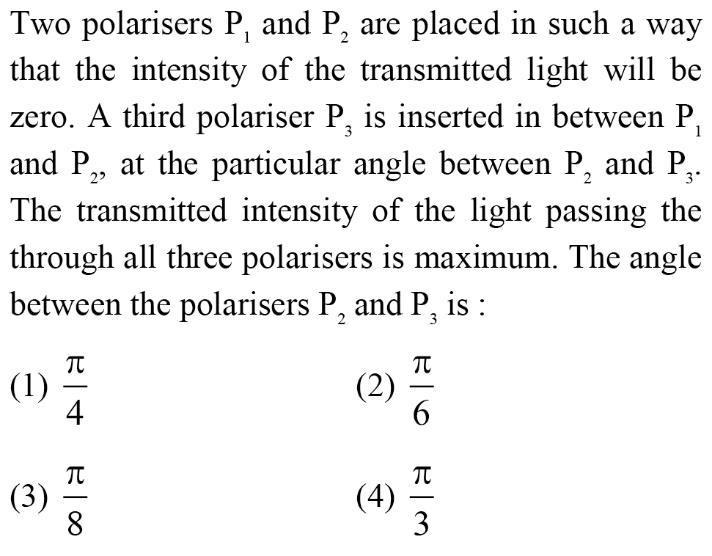 Two polarisers P₁ and P₂ are placed in such a way
that the intensity of the transmitted light will be
zero. A third polariser P₃ is inserted in between P₁
and P₂, at the particular angle between P₂ and P₃.
The transmitted intensity of the light passing the
through all three polarisers is maximum. The angle
between the polarisers P₂ and P₃ is :
(1) π/4 (2) π/6
(3) π/8 (4) π/3